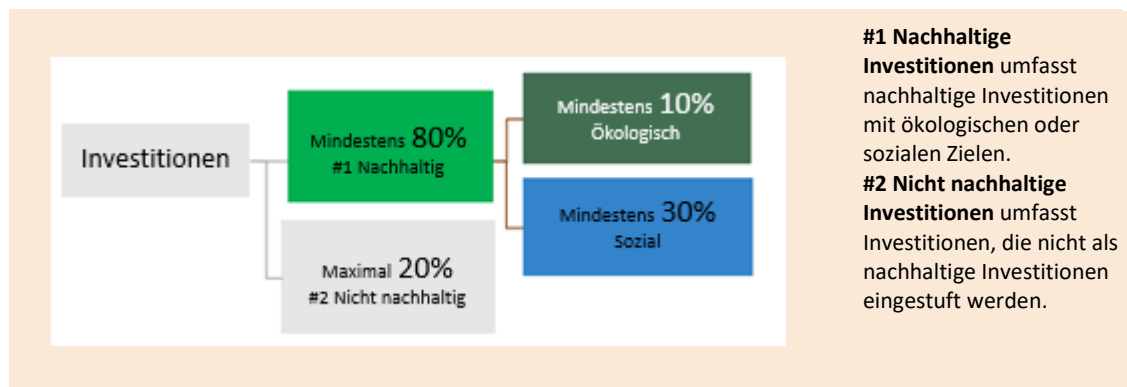 Investitionen
Mindestens 80%
#1 Nachhaltig
Maximal 20%
#2 Nicht nachhaltig
Mindestens 10%
Ökologisch
Mindestens 30%
Sozial
#1 Nachhaltige
Investitionen umfasst
nachhaltige Investitionen
mit ökologischen oder
sozialen Zielen.
#2 Nicht nachhaltige
Investitionen umfasst
Investitionen, die nicht als
nachhaltige Investitionen
eingestuft werden.